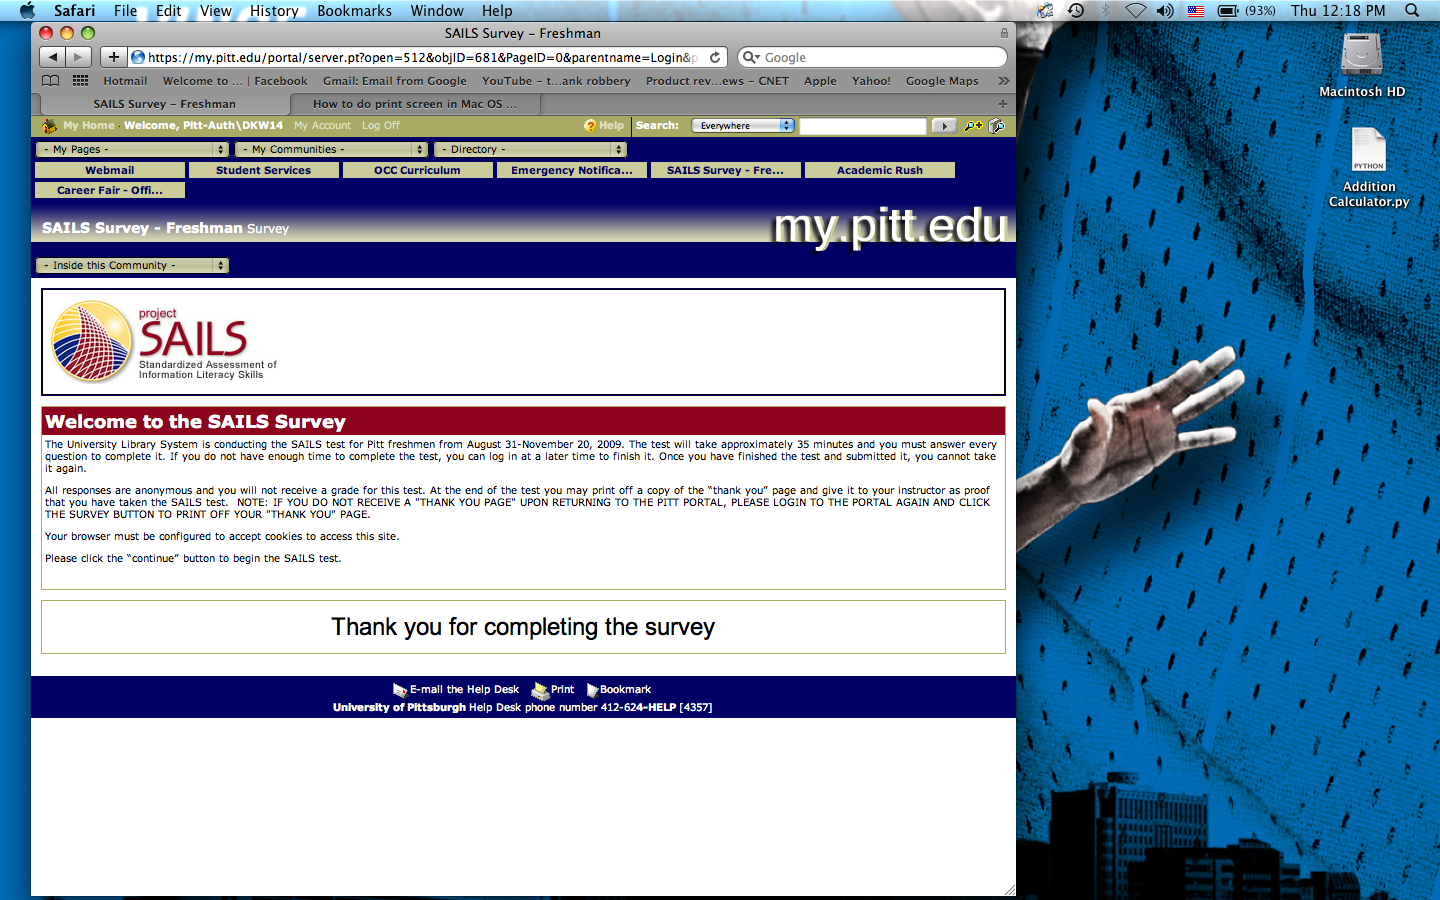 Safari File Edit View History Bookmarks Window Help (93%) Thu 12:18 PM
SAILS Survey – Freshman
https://my.pitt.edu/portal/server.pt?open=512&objID=681&PageID=0&parentname=Login&p Google
Hotmail Welcome to ... | Facebook Gmail: Email from Google YouTube – t...ank robbery Product rev...ews – CNET Apple Yahoo! Google Maps
SAILS Survey – Freshman How to do print screen in Mac OS ...
My Home · Welcome, Pitt-Auth\DKW14 My Account Log Off Help Search: Everywhere
- My Pages - - My Communities - - Directory -
Webmail Student Services OCC Curriculum Emergency Notifica... SAILS Survey - Fre... Academic Rush
Career Fair - Offi...
SAILS Survey - Freshman Survey my.pitt.edu
- Inside this Community -
project
SAILS
Standardized Assessment of
Information Literacy Skills
Welcome to the SAILS Survey
The University Library System is conducting the SAILS test for Pitt freshmen from August 31-November 20, 2009. The test will take approximately 35 minutes and you must answer every
question to complete it. If you do not have enough time to complete the test, you can log in at a later time to finish it. Once you have finished the test and submitted it, you cannot take
it again.
All responses are anonymous and you will not receive a grade for this test. At the end of the test you may print off a copy of the “thank you” page and give it to your instructor as proof
that you have taken the SAILS test. NOTE: IF YOU DO NOT RECEIVE A "THANK YOU PAGE" UPON RETURNING TO THE PITT PORTAL, PLEASE LOGIN TO THE PORTAL AGAIN AND CLICK
THE SURVEY BUTTON TO PRINT OFF YOUR "THANK YOU" PAGE.
Your browser must be configured to accept cookies to access this site.
Please click the “continue” button to begin the SAILS test.
Thank you for completing the survey
E-mail the Help Desk Print Bookmark
University of Pittsburgh Help Desk phone number 412-624-HELP [4357]
Macintosh HD
PYTHON
Addition
Calculator.py